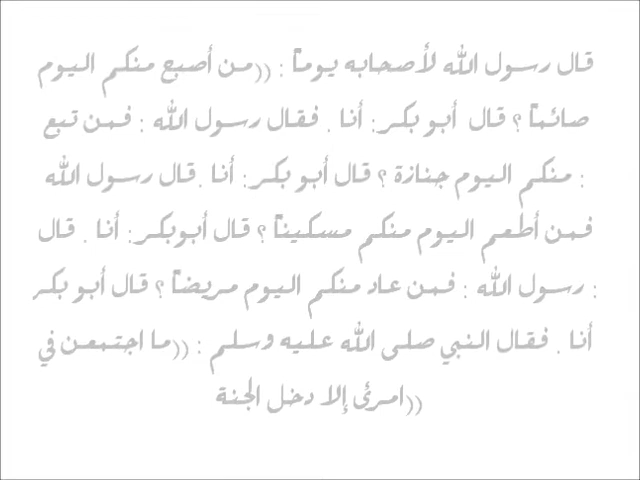 قال رسول الله لأصحابه يوماً : ((من أصبح منكم اليوم
صائماً ؟ قال أبو بكر: أنا . فقال رسول الله : فمن تبع
منكم اليوم جنازة ؟ قال أبو بكر: أنا .قال رسول الله :
فمن أطعم اليوم منكم مسكيناً ؟ قال أبوبكر: أنا . قال
رسول الله : فمن عاد منكم اليوم مريضاً ؟ قال أبو بكر :
أنا . فقال النبي صلى الله عليه وسلم : ((ما اجتمعن في
امرئ إلا دخل الجنة))